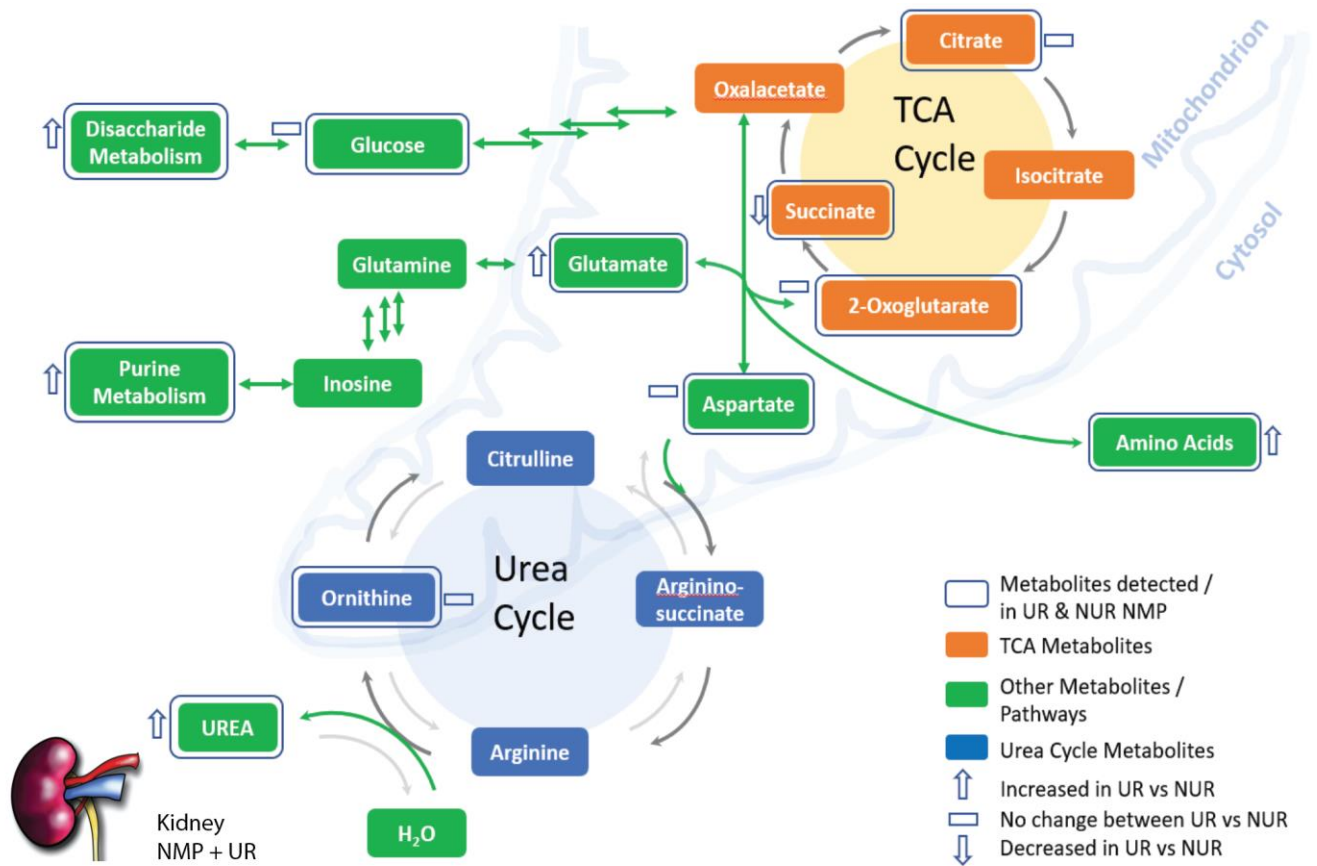 Citrate
Oxalacetate
TCA
Cycle
Mitochondrion
Disaccharide
Metabolism
Glucose
Isocitrate
Succinate
Cytosol
Glutamine
Glutamate
2-Oxoglutarate
Purine
Metabolism
Inosine
Aspartate
Amino Acids
Citrulline
Urea
Cycle
Ornithine
Arginino-
succinate
Arginine
UREA
H₂O
Kidney
NMP + UR
Metabolites detected /
in UR & NUR NMP
TCA Metabolites
Other Metabolites /
Pathways
Urea Cycle Metabolites
Increased in UR vs NUR
No change between UR vs NUR
Decreased in UR vs NUR